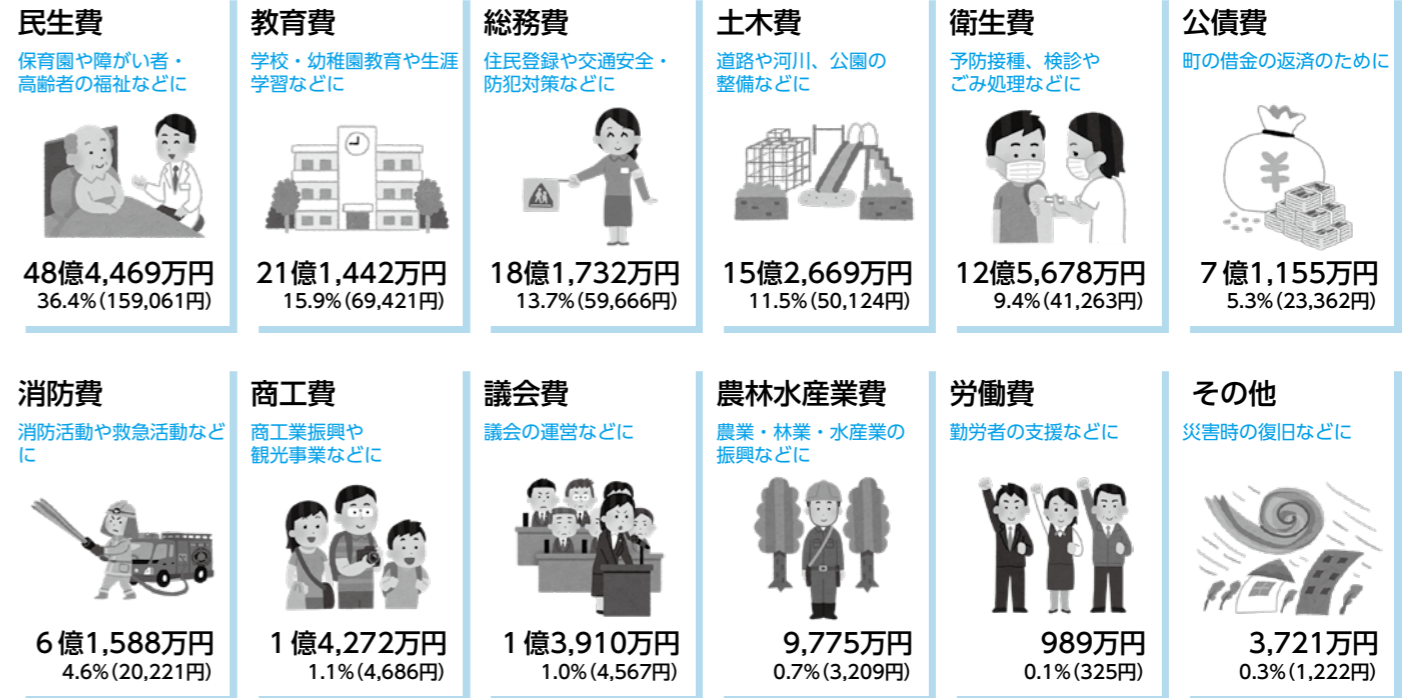 民生費
保育園や障がい者・
高齢者の福祉などに
48億4,469万円
36.4%(159,061円)
教育費
学校・幼稚園教育や生涯
学習などに
21億1,442万円
15.9%(69,421円)
総務費
住民登録や交通安全・
防犯対策などに
18億1,732万円
13.7%(59,666円)
土木費
道路や河川、公園の
整備などに
15億2,669万円
11.5%(50,124円)
衛生費
予防接種、検診や
ごみ処理などに
12億5,678万円
9.4%(41,263円)
公債費
町の借金の返済のために
¥
7億1,155万円
5.3%(23,362円)
消防費
消防活動や救急活動など
に
6億1,588万円
4.6%(20,221円)
商工費
商工業振興や
観光事業などに
1億4,272万円
1.1%(4,686円)
議会費
議会の運営などに
1億3,910万円
1.0%(4,567円)
農林水産業費
農業・林業・水産業の
振興などに
9,775万円
0.7%(3,209円)
労働費
勤労者の支援などに
989万円
0.1%(325円)
その他
災害時の復旧などに
3,721万円
0.3%(1,222円)